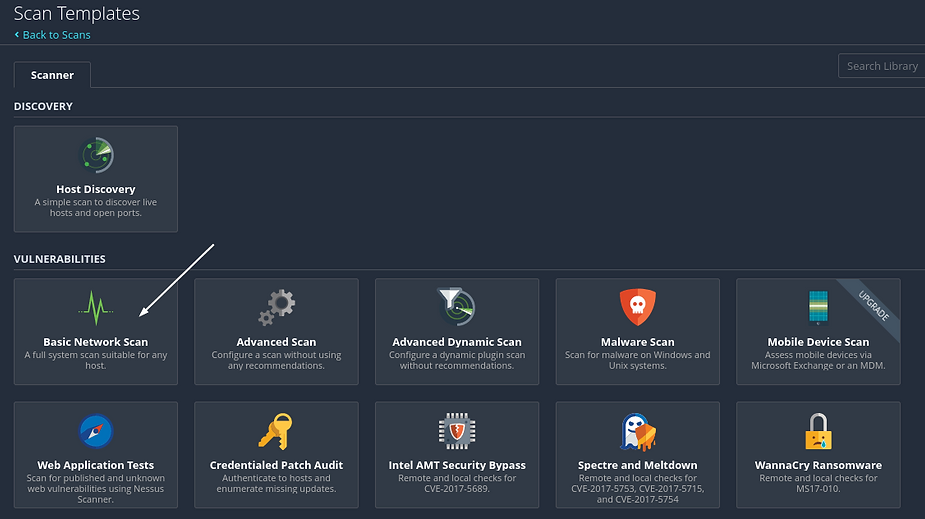 Scan Templates
Back to Scans
Scanner
Search Library
DISCOVERY
Host Discovery
A simple scan to discover live
hosts and open ports.
VULNERABILITIES
Basic Network Scan
A full system scan suitable for any
host.
Advanced Scan
Configure a scan without using
any recommendations.
Advanced Dynamic Scan
Configure a dynamic plugin scan
without recommendations.
Malware Scan
Scan for malware on Windows and
Unix systems.
UPGRADE
Mobile Device Scan
Assess mobile devices via
Microsoft Exchange or an MDM.
Web Application Tests
Scan for published and unknown
web vulnerabilities using Nessus
Scanner.
Credentialed Patch Audit
Authenticate to hosts and
enumerate missing updates.
Intel AMT Security Bypass
Remote and local checks for
CVE-2017-5689.
Spectre and Meltdown
Remote and local checks for
CVE-2017-5753, CVE-2017-5715,
and CVE-2017-5754
WannaCry Ransomware
Remote and local checks for
MS17-010.